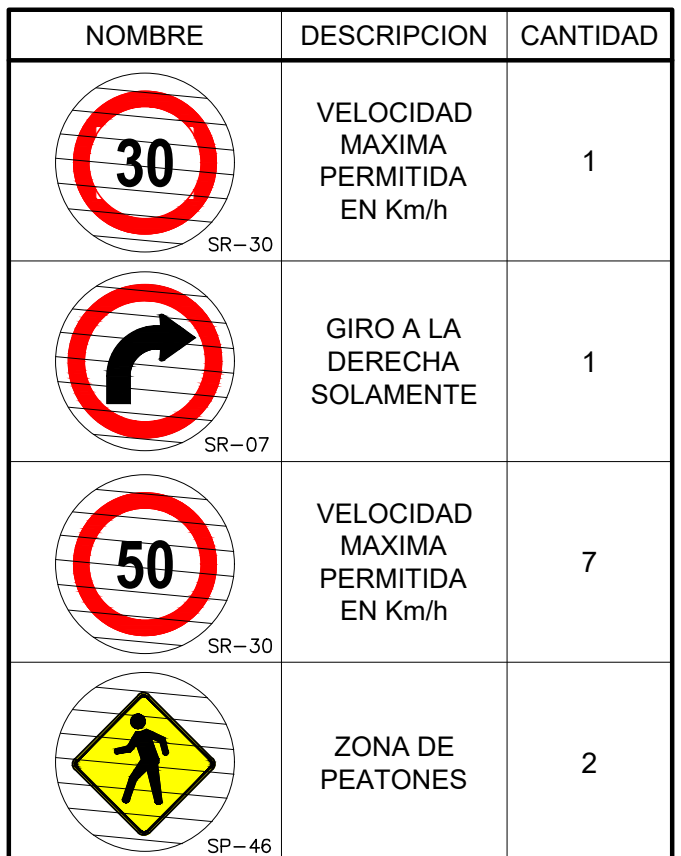 NOMBRE DESCRIPCION CANTIDAD
30
SR-30
VELOCIDAD
MAXIMA
PERMITIDA
EN Km/h
1
SR-07
GIRO A LA
DERECHA
SOLAMENTE
1
50
SR-30
VELOCIDAD
MAXIMA
PERMITIDA
EN Km/h
7
SP-46
ZONA DE
PEATONES
2